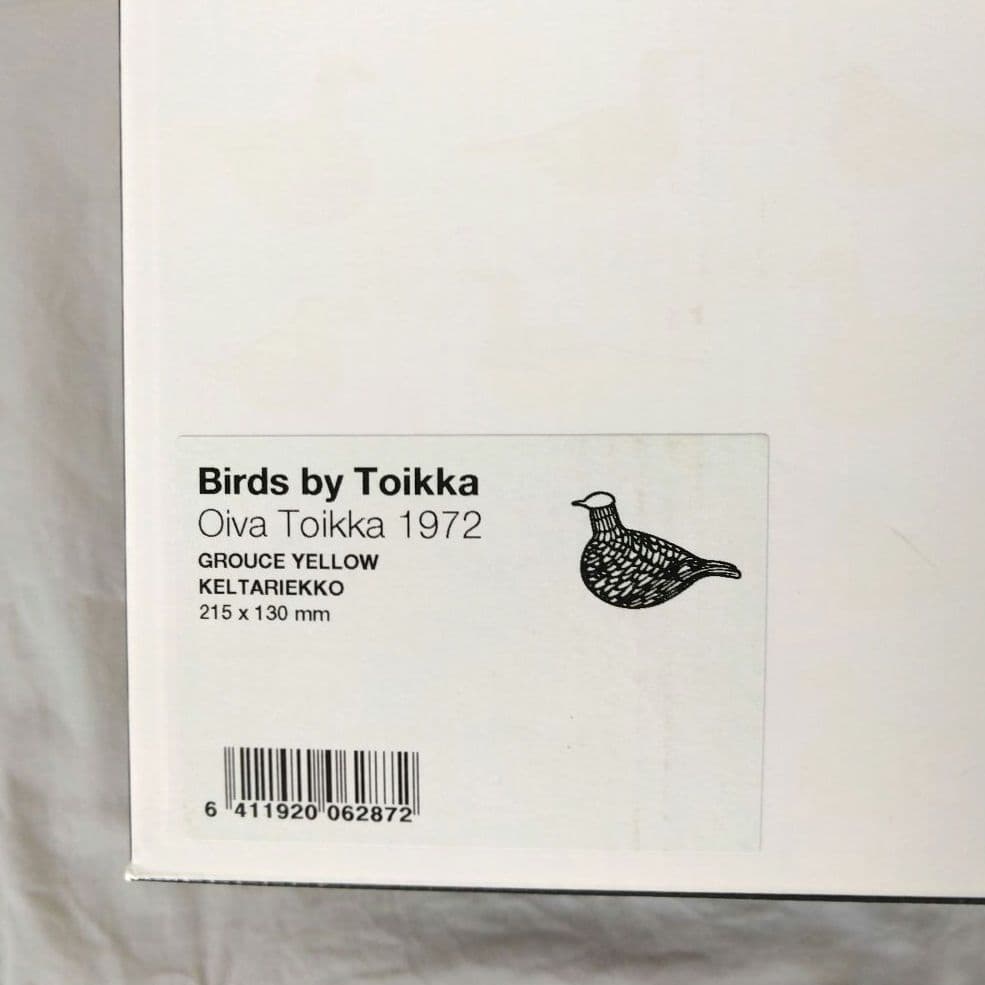 Birds by Toikka
Oiva Toikka 1972
GROUCE YELLOW
KELTARIEKKO
215 x 130 mm
6 411920 062872